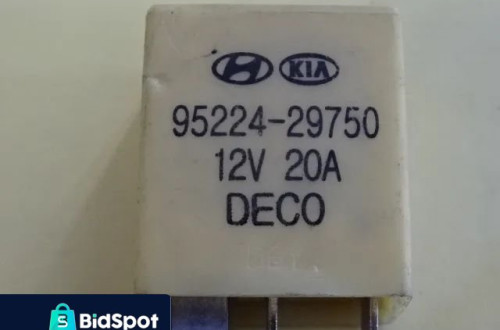 KIA
95224-29750
12V 20A
DECO
BidSpot